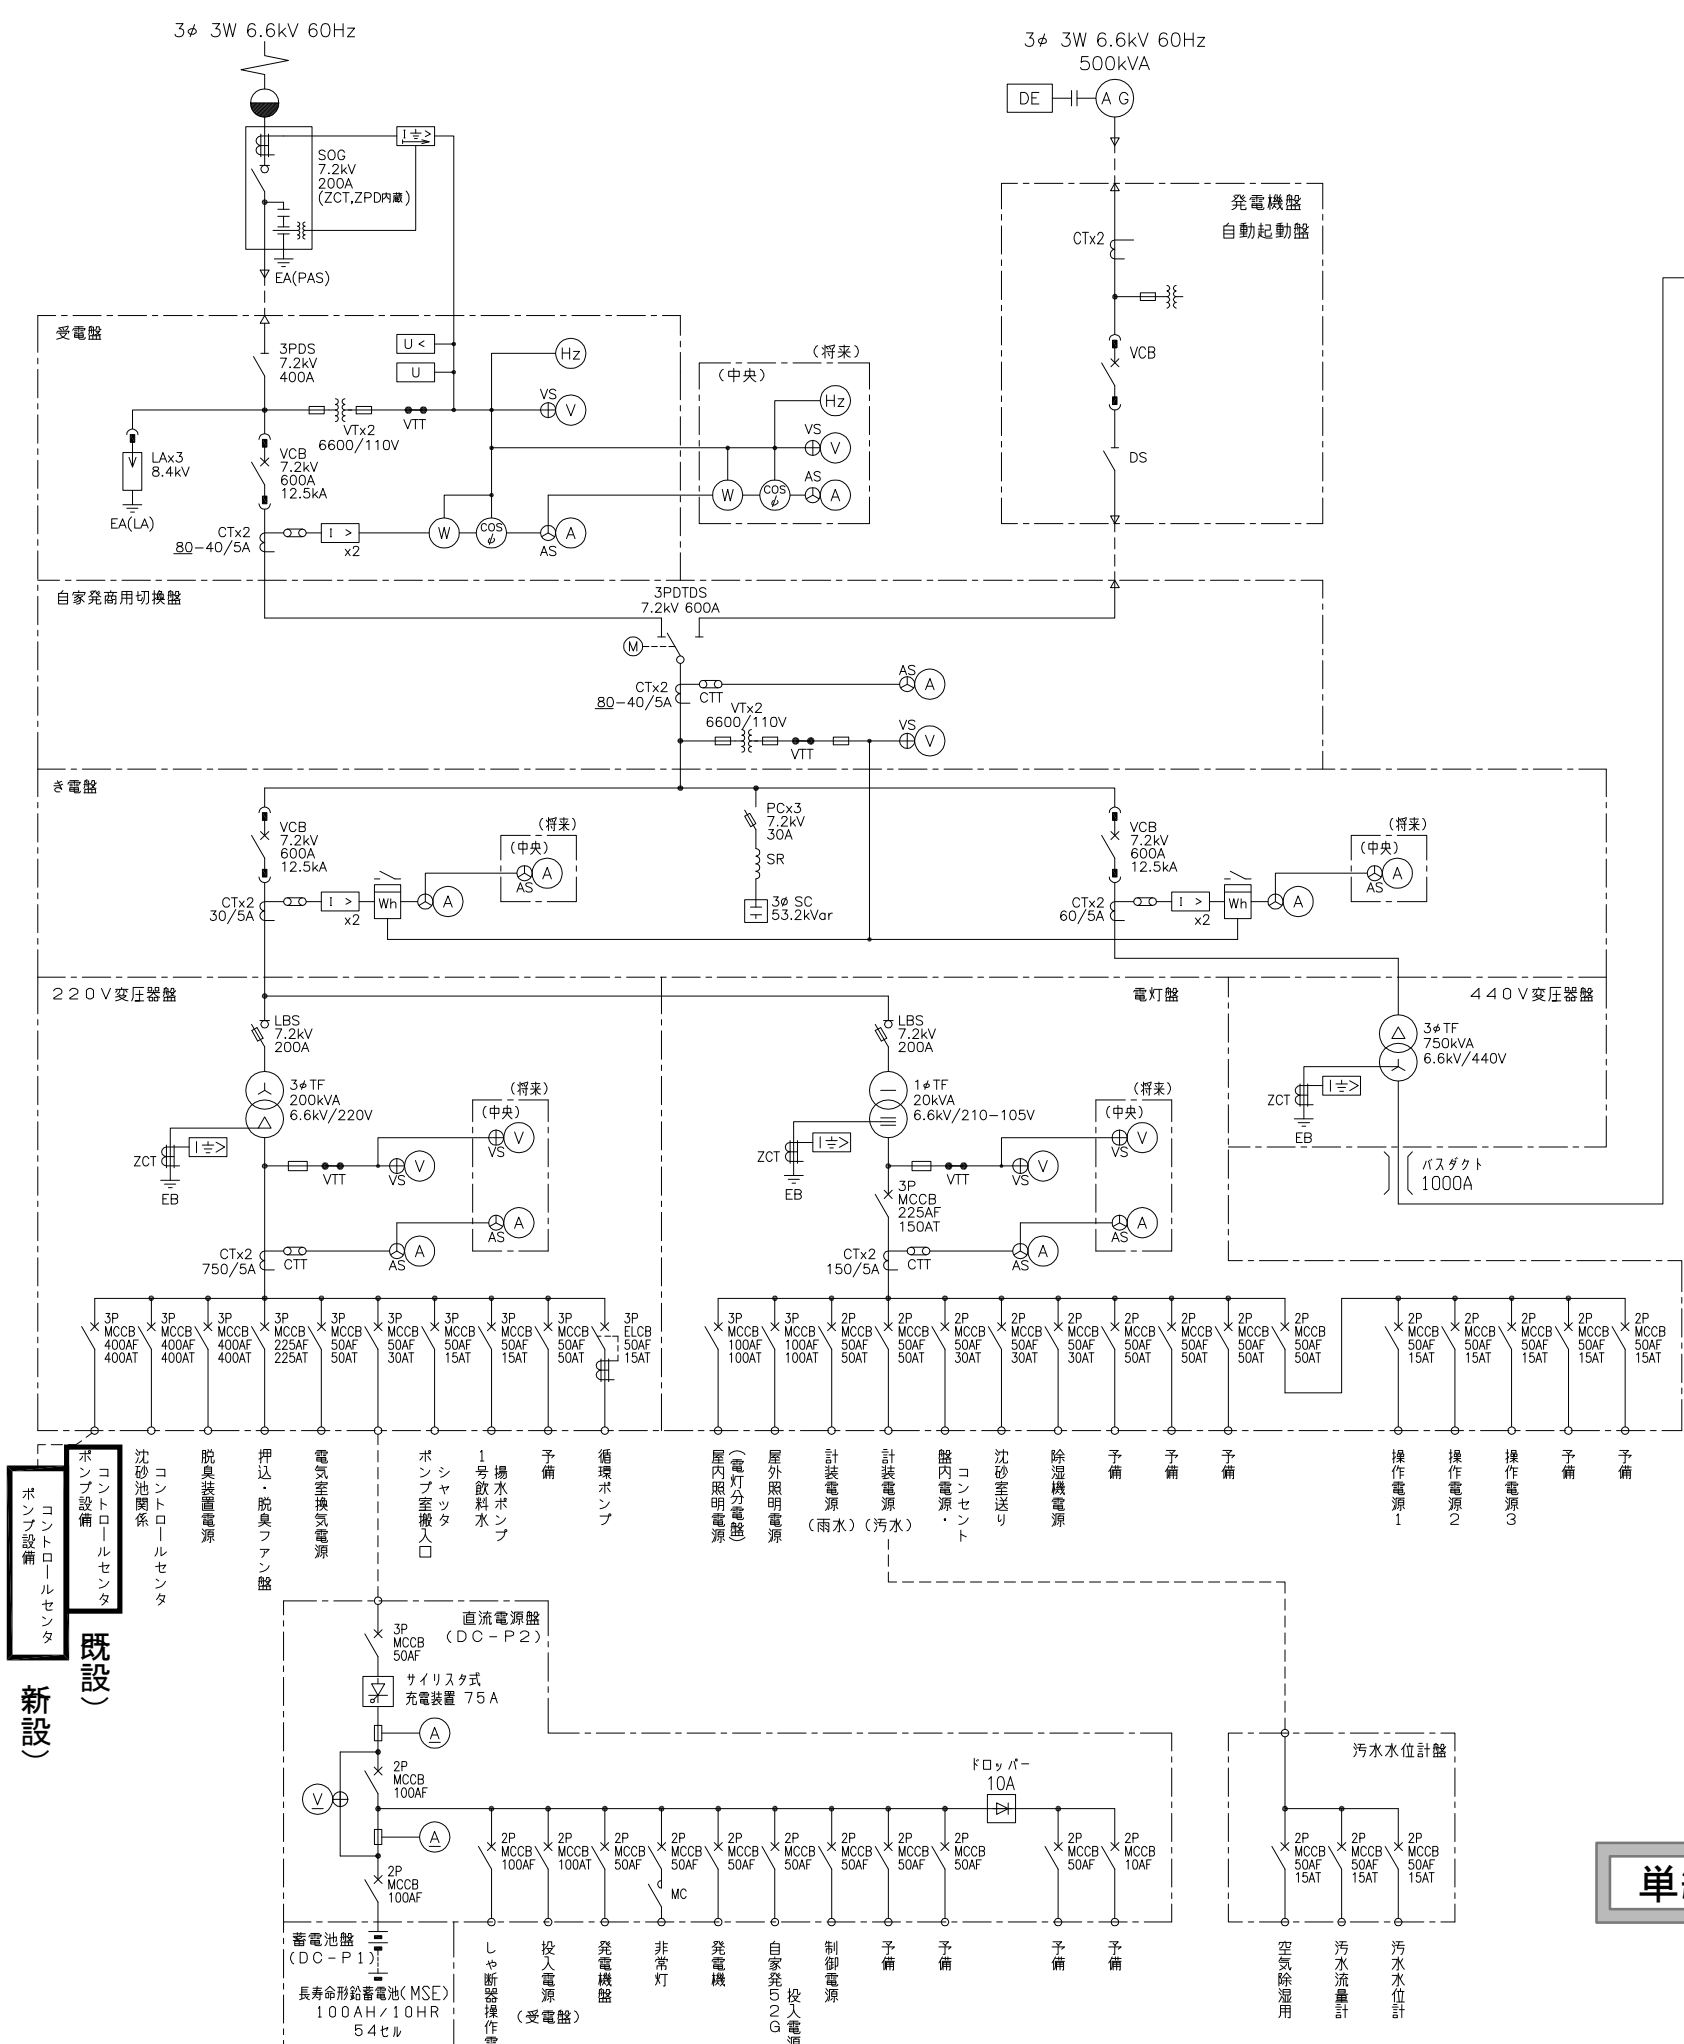 3φ 3W 6.6kV 60Hz
3φ 3W 6.6kV 60Hz
500kVA
DE
AG
I ⏚ >
SOG
7.2kV
200A
(ZCT,ZPD内蔵)
EA(PAS)
発電機盤
自動起動盤
CTx2
VCB
DS
受電盤
3PDS
7.2kV
400A
U <
U
Hz
VS
V
VTx2
6600/110V
VTT
LAx3
8.4kV
EA(LA)
VCB
7.2kV
600A
12.5kA
CTx2
80-40/5A
I >
x2
W
COS
φ
AS
A
(将来)
(中央)
Hz
VS
V
AS
W
COS
φ
A
自家発商用切換盤
3PDTDS
7.2kV 600A
M
CTx2
80-40/5A
CTT
AS
A
VTx2
6600/110V
VTT
VS
V
き電盤
VCB
7.2kV
600A
12.5kA
CTx2
30/5A
I >
x2
Wh
A
(将来)
(中央)
A
AS
PCx3
7.2kV
30A
SR
3φ SC
53.2kVar
VCB
7.2kV
600A
12.5kA
CTx2
60/5A
I >
x2
Wh
A
(将来)
(中央)
A
AS
220V変圧器盤
LBS
7.2kV
200A
3φTF
200kVA
6.6kV/220V
ZCT
I⏚>
EB
VTT
VS
V
(将来)
(中央)
V
VS
A
AS
CTx2
750/5A
CTT
AS
A
電灯盤
LBS
7.2kV
200A
1φTF
20kVA
6.6kV/210-105V
ZCT
I⏚>
EB
VTT
VS
V
3P
MCCB
225AF
150AT
(将来)
(中央)
V
VS
A
AS
CTx2
150/5A
CTT
AS
A
440V変圧器盤
3φTF
750kVA
6.6kV/440V
ZCT
I⏚>
EB
バスダクト
1000A
3P
MCCB
400AF
400AT
3P
MCCB
400AF
400AT
3P
MCCB
400AF
400AT
3P
MCCB
225AF
225AT
3P
MCCB
50AF
50AT
3P
MCCB
50AF
30AT
3P
MCCB
50AF
15AT
3P
MCCB
50AF
15AT
3P
MCCB
50AF
50AT
3P
ELCB
50AF
15AT
3P
MCCB
100AF
100AT
3P
MCCB
100AF
100AT
2P
MCCB
50AF
50AT
2P
MCCB
50AF
50AT
2P
MCCB
50AF
30AT
2P
MCCB
50AF
30AT
2P
MCCB
50AF
30AT
2P
MCCB
50AF
50AT
2P
MCCB
50AF
50AT
2P
MCCB
50AF
50AT
2P
MCCB
50AF
50AT
2P
MCCB
50AF
15AT
2P
MCCB
50AF
15AT
2P
MCCB
50AF
15AT
2P
MCCB
50AF
15AT
2P
MCCB
50AF
15AT
ポンプ設備
コントロールセンタ
新設)
ポンプ設備
コントロールセンタ
既設)
沈砂池関係
コントロールセンタ
脱臭装置電源
押込・脱臭ファン盤
電気室換気電源
ポンプ室搬入口
シャッタ
1号飲料水
揚水ポンプ
予備
循環ポンプ
屋内照明電源
(電灯分電盤)
屋外照明電源
計装電源
(雨水)
計装電源
(汚水)
盤内電源・
コンセント
沈砂室送り
除湿機電源
予備
予備
予備
操作電源1
操作電源2
操作電源3
予備
予備
直流電源盤
(DC-P2)
3P
MCCB
50AF
サイリスタ式
充電装置 75A
A
2P
MCCB
100AF
V
A
2P
MCCB
100AF
蓄電池盤
(DC-P1)
長寿命形鉛蓄電池(MSE)
100AH/10HR
54セル
2P
MCCB
100AF
2P
MCCB
100AT
2P
MCCB
50AF
2P
MCCB
50AF
MC
2P
MCCB
50AF
2P
MCCB
50AF
2P
MCCB
50AF
2P
MCCB
50AF
2P
MCCB
50AF
ドロッパー
10A
2P
MCCB
50AF
2P
MCCB
10AF
しゃ断器操作電
投入電源
(受電盤)
発電機盤
非常灯
発電機
自家発52G
投入電源
制御電源
予備
予備
予備
予備
汚水水位計盤
2P
MCCB
50AF
15AT
2P
MCCB
50AF
15AT
2P
MCCB
50AF
15AT
空気除湿用
汚水流量計
汚水水位計
単